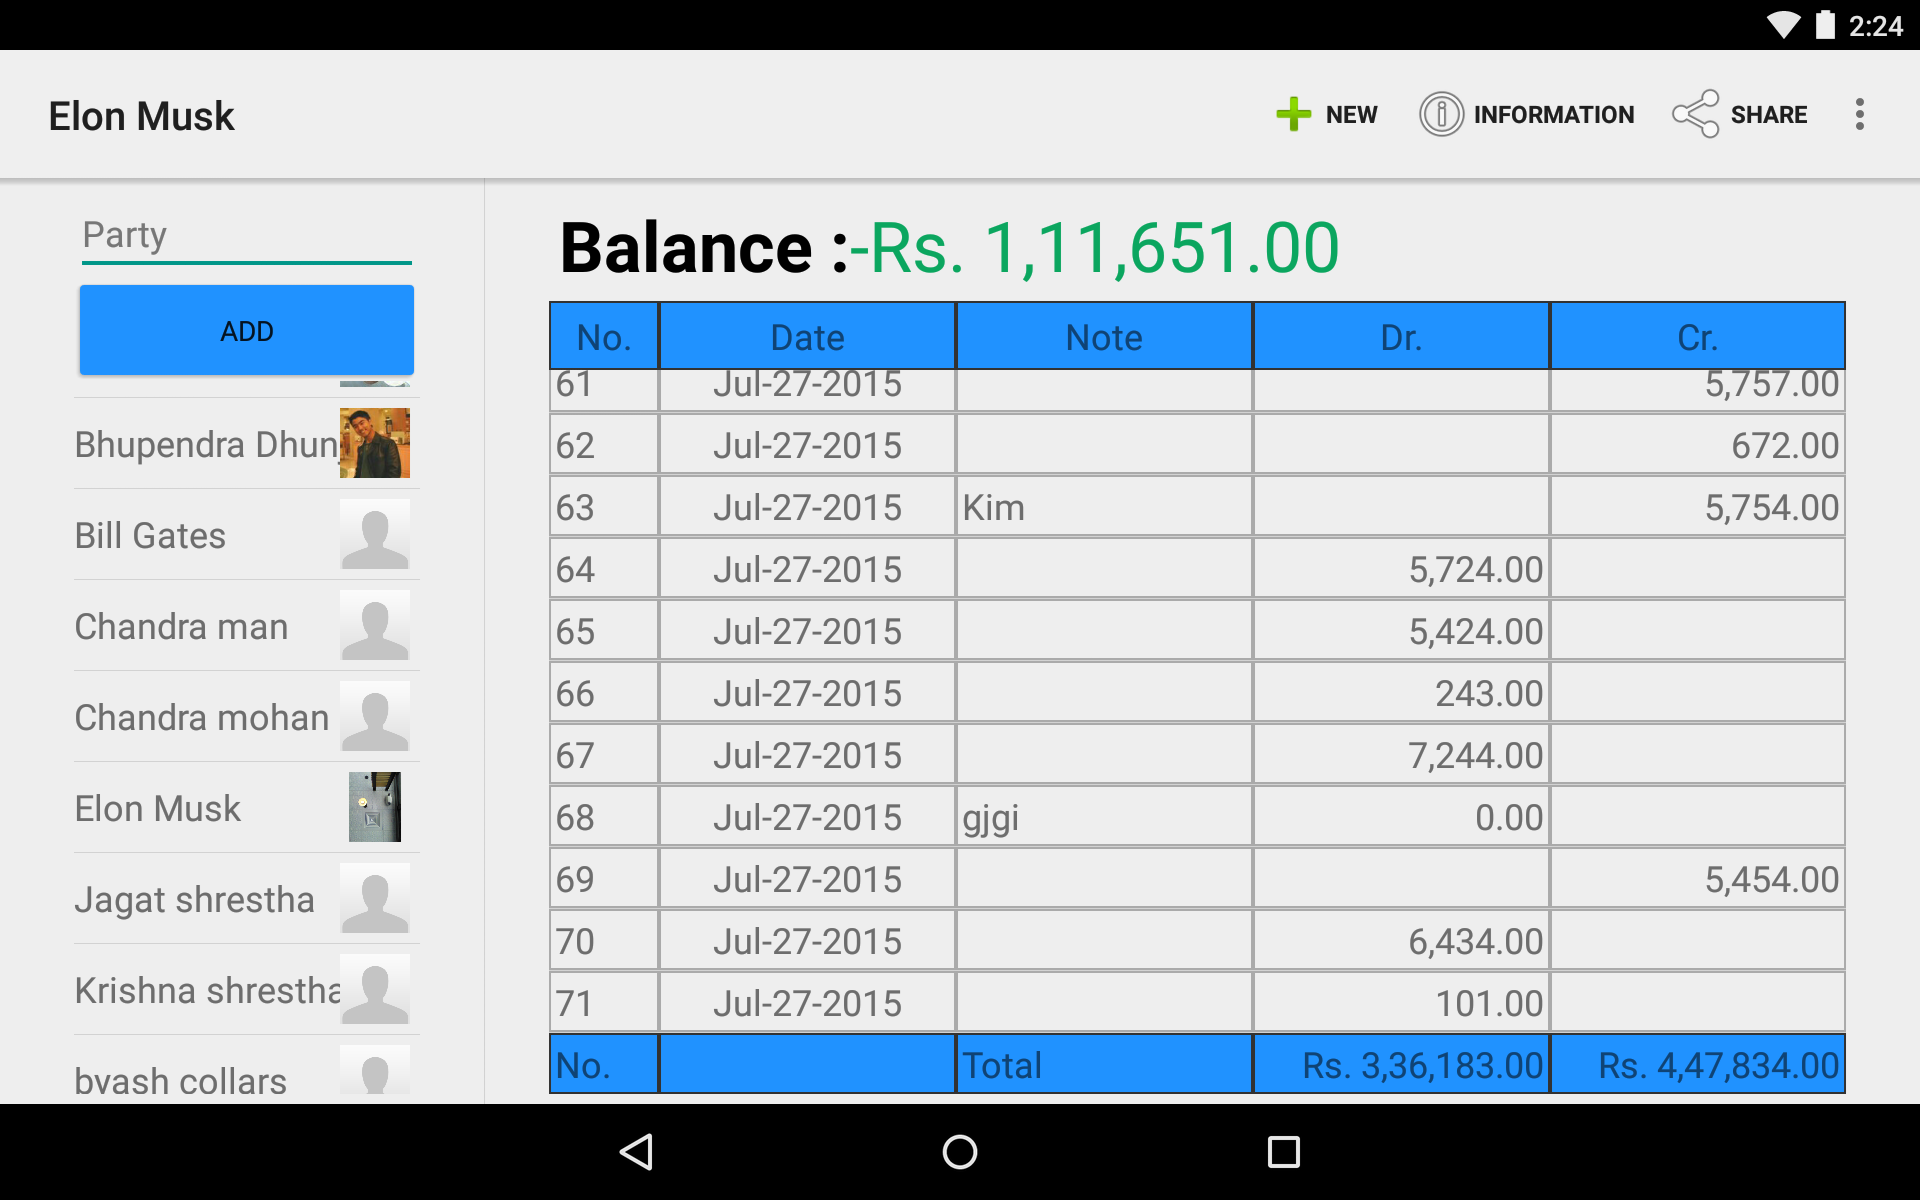 2:24
Elon Musk
NEW INFORMATION SHARE
Party
ADD
Bhupendra Dhun
Bill Gates
Chandra man
Chandra mohan
Elon Musk
Jagat shrestha
Krishna shrestha
bvash collars
Balance :-Rs. 1,11,651.00
No. Date Note Dr. Cr.
61 Jul-27-2015 5,757.00
62 Jul-27-2015 672.00
63 Jul-27-2015 Kim 5,754.00
64 Jul-27-2015 5,724.00
65 Jul-27-2015 5,424.00
66 Jul-27-2015 243.00
67 Jul-27-2015 7,244.00
68 Jul-27-2015 gjgi 0.00
69 Jul-27-2015 5,454.00
70 Jul-27-2015 6,434.00
71 Jul-27-2015 101.00
No. Total Rs. 3,36,183.00 Rs. 4,47,834.00